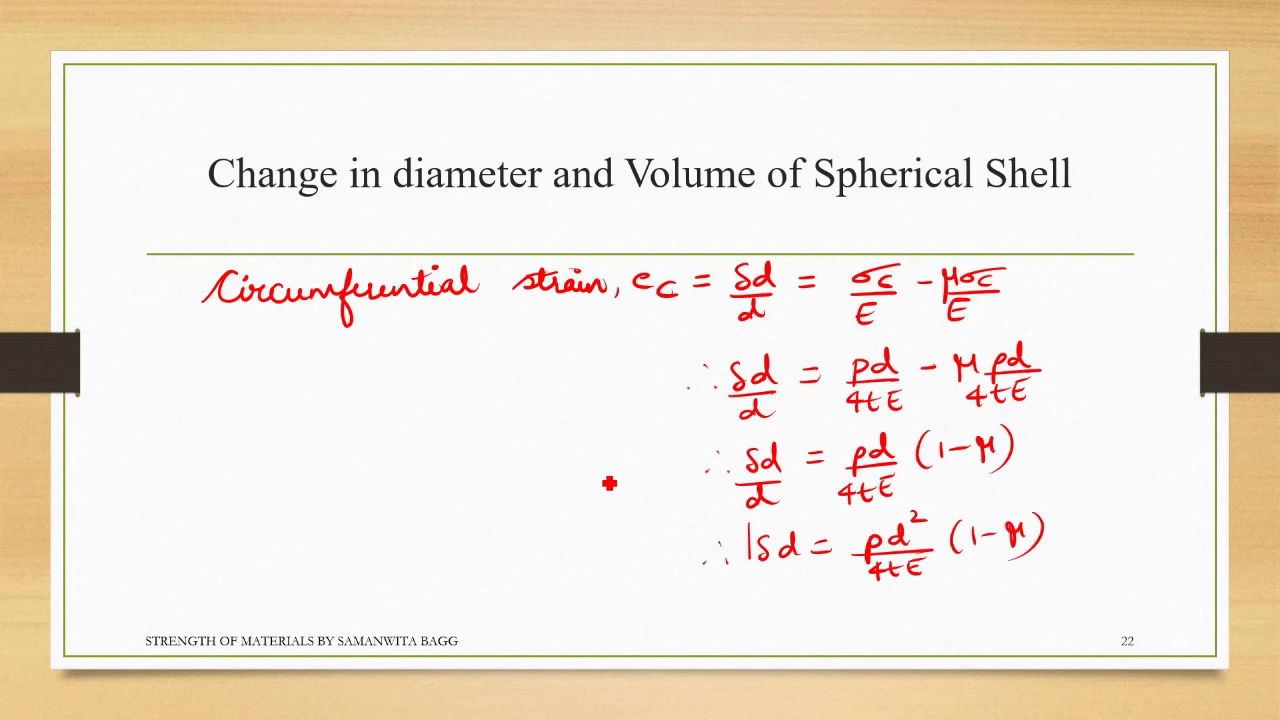 Change in diameter and Volume of Spherical Shell
Circumferential strain, e_c = δd/d = σc/E - μσc/E
∴ δd/d = pd/4tE - μ pd/4tE
∴ δd/d = pd/4tE (1-μ)
∴ |δd = pd²/4tE (1-μ)
STRENGTH OF MATERIALS BY SAMANWITA BAGG 22